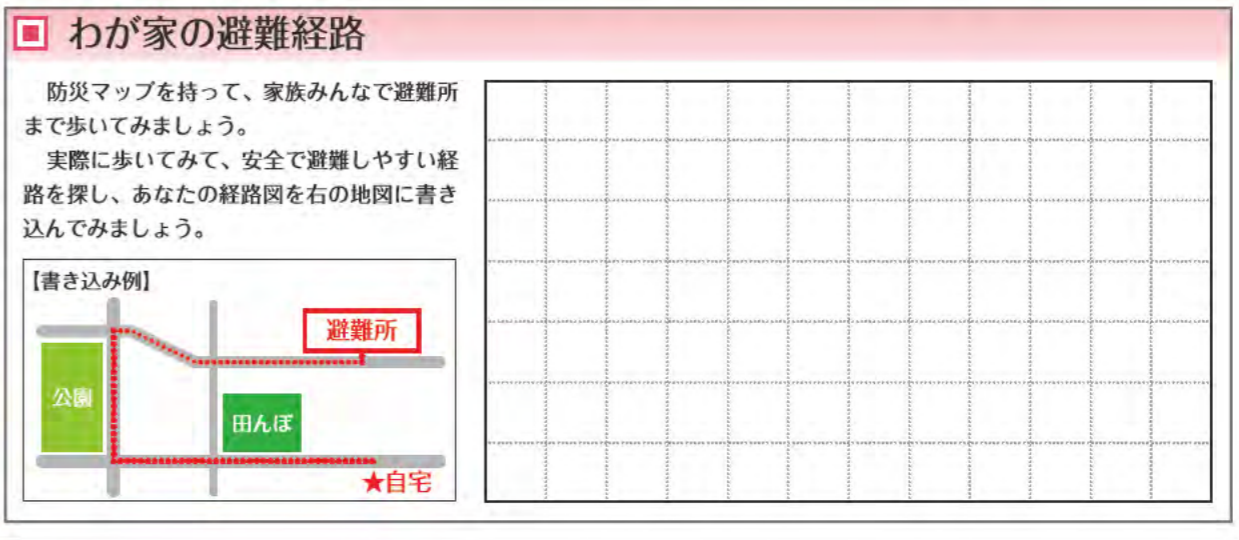 わが家の避難経路
防災マップを持って、家族みんなで避難所
まで歩いてみましょう。
実際に歩いてみて、安全で避難しやすい経
路を探し、あなたの経路図を右の地図に書き
込んでみましょう。
【書き込み例】
避難所
公園
田んぼ
★自宅